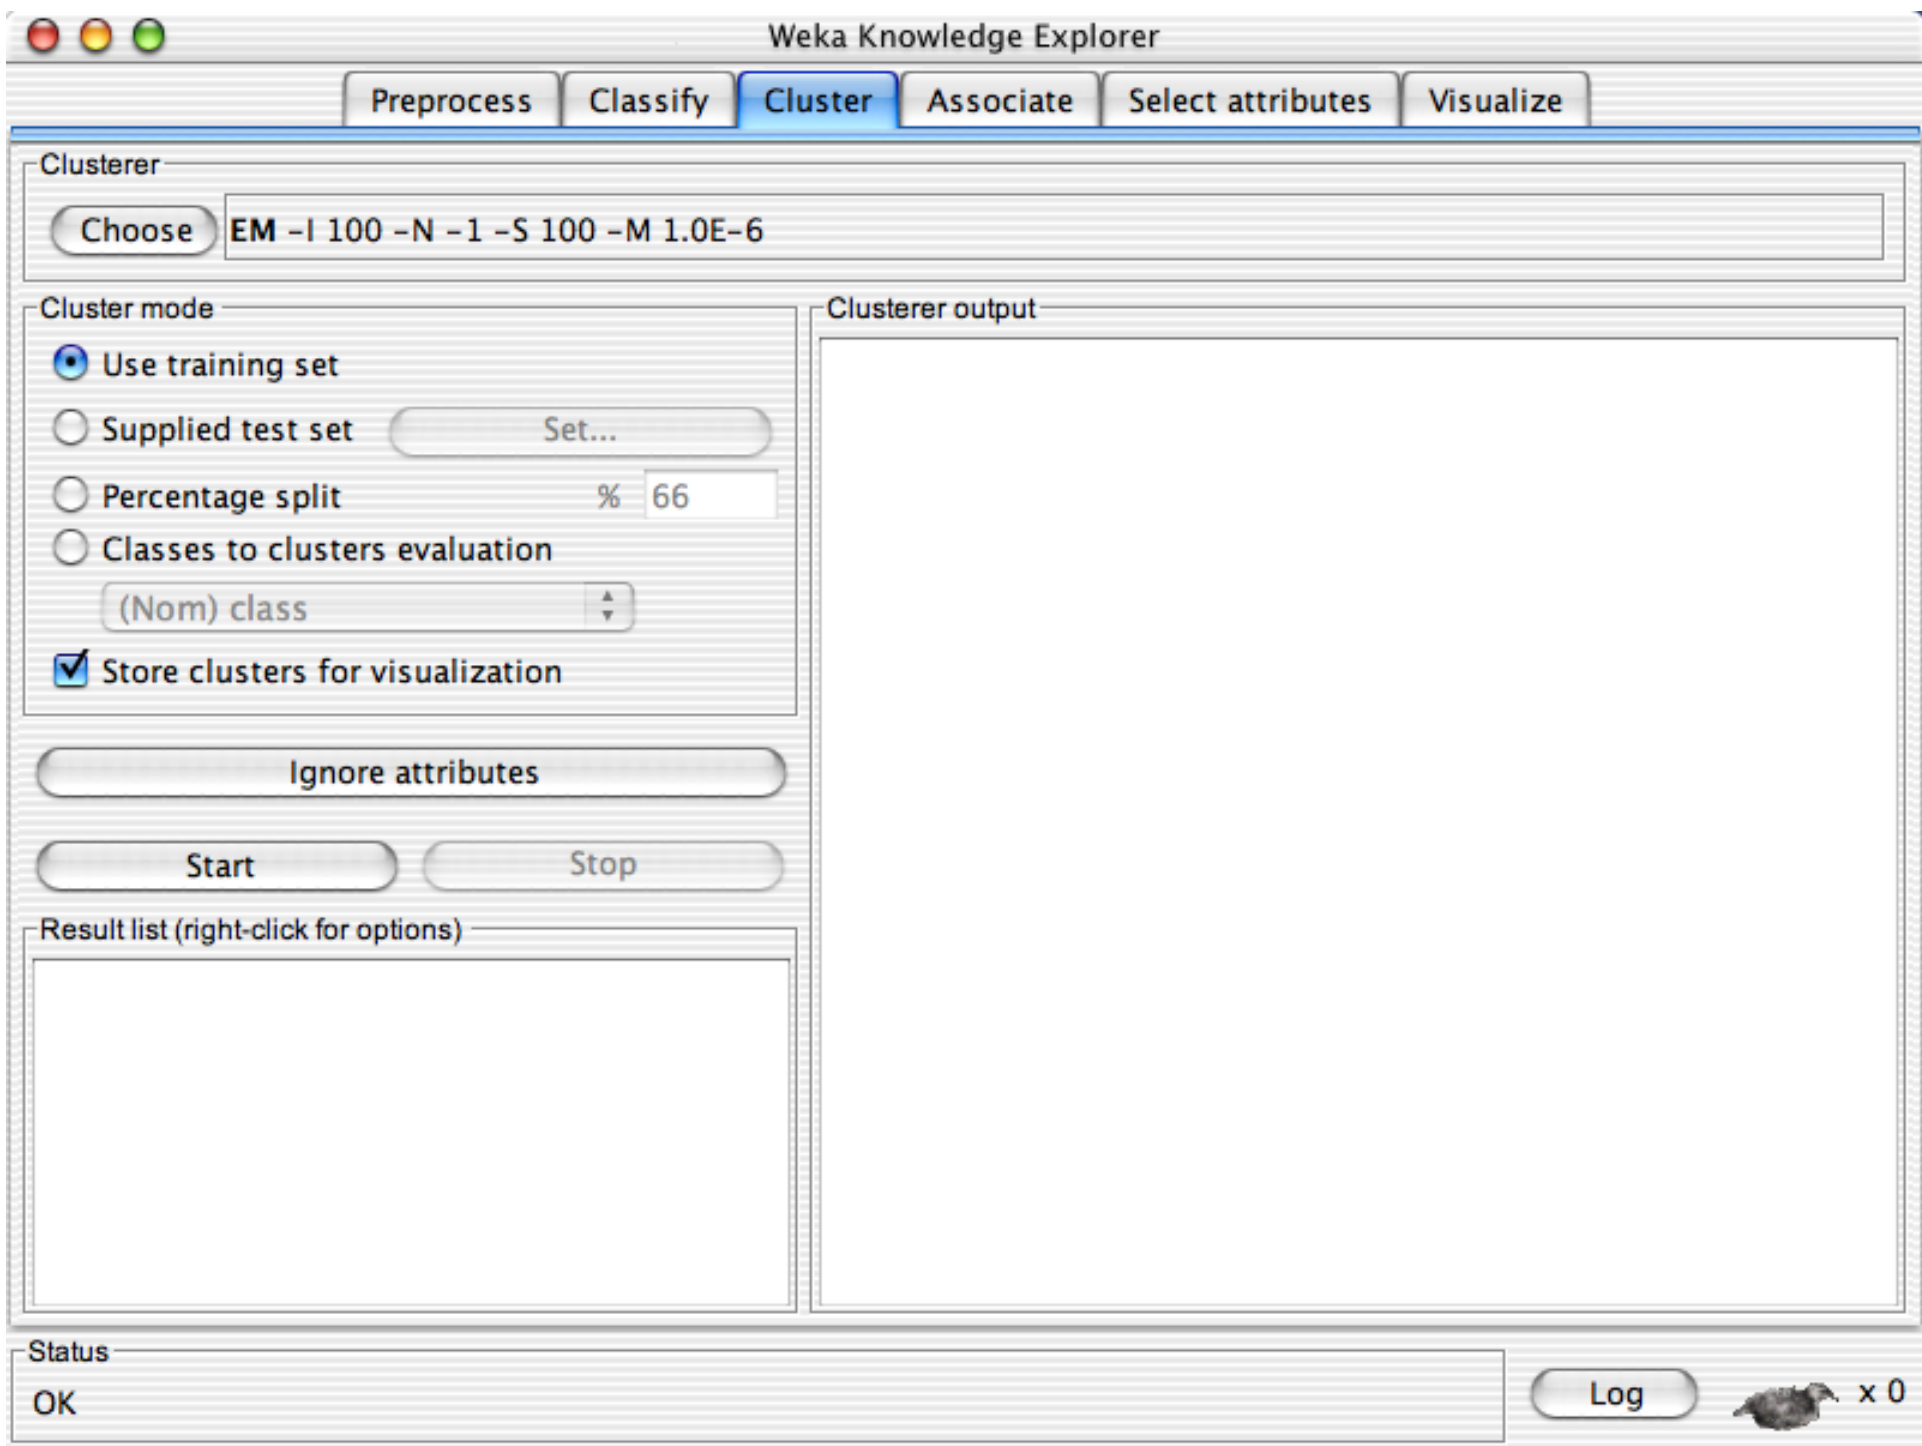 Weka Knowledge Explorer
Preprocess Classify Cluster Associate Select attributes Visualize
Clusterer
Choose EM -I 100 -N -1 -S 100 -M 1.0E-6
Cluster mode
Use training set
Supplied test set Set...
Percentage split % 66
Classes to clusters evaluation
(Nom) class
Store clusters for visualization
Ignore attributes
Start Stop
Result list (right-click for options)
Clusterer output
Status
OK
Log x 0